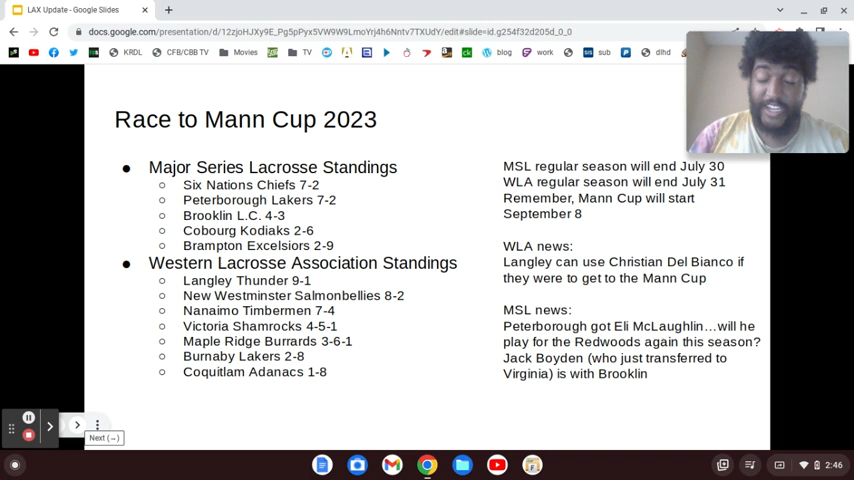 LAX Update - Google Slides
docs.google.com/presentation/d/12zjoHJXy9E_Pg5pPyx5VW9W9LmoYrj4h6Nntv7TXUdY/edit#slide=id.g254f32d205d_0_0
KRDL CFB/CBB TV Movies TV blog work sub dlhd
Race to Mann Cup 2023
● Major Series Lacrosse Standings
○ Six Nations Chiefs 7-2
○ Peterborough Lakers 7-2
○ Brooklin L.C. 4-3
○ Cobourg Kodiaks 2-6
○ Brampton Excelsiors 2-9
● Western Lacrosse Association Standings
○ Langley Thunder 9-1
○ New Westminster Salmonbellies 8-2
○ Nanaimo Timbermen 7-4
○ Victoria Shamrocks 4-5-1
○ Maple Ridge Burrards 3-6-1
○ Burnaby Lakers 2-8
○ Coquitlam Adanacs 1-8
MSL regular season will end July 30
WLA regular season will end July 31
Remember, Mann Cup will start
September 8
WLA news:
Langley can use Christian Del Bianco if
they were to get to the Mann Cup
MSL news:
Peterborough got Eli McLaughlin...will he
play for the Redwoods again this season?
Jack Boyden (who just transferred to
Virginia) is with Brooklin
Next (→)
2:46